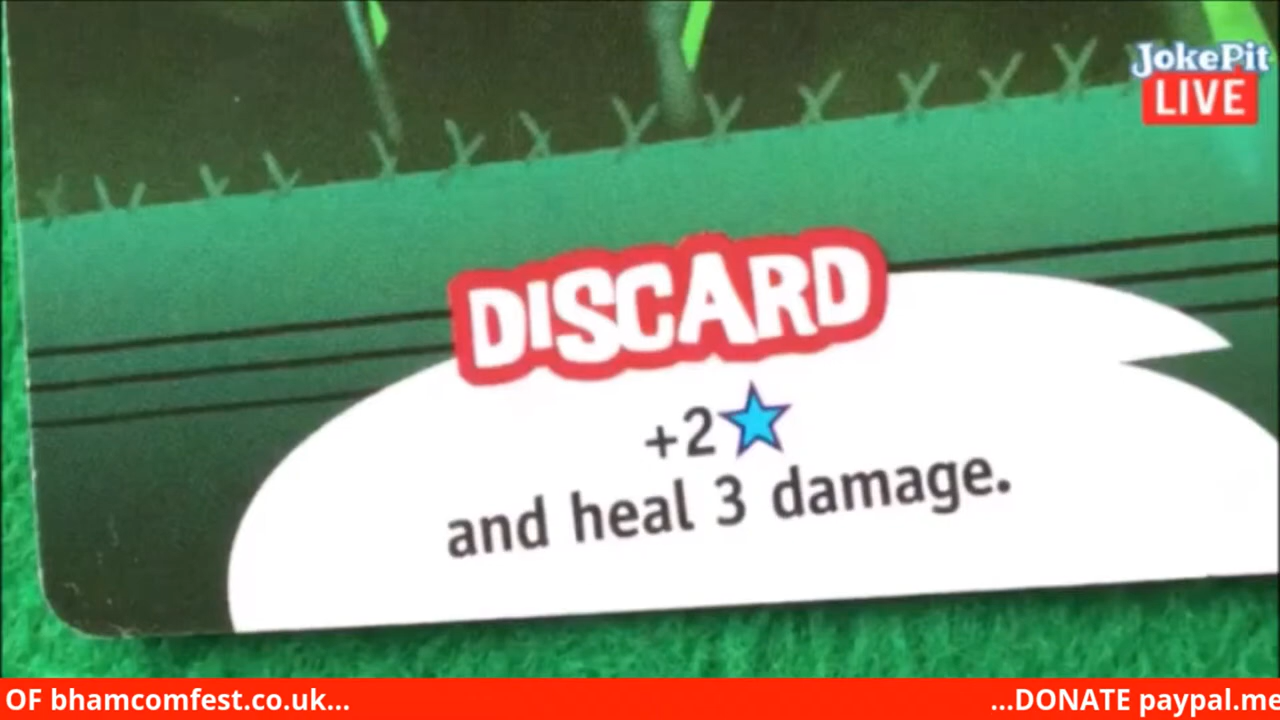 JokePit
LIVE
DISCARD
+2
and heal 3 damage.
OF bhamcomfest.co.uk...
...DONATE paypal.me